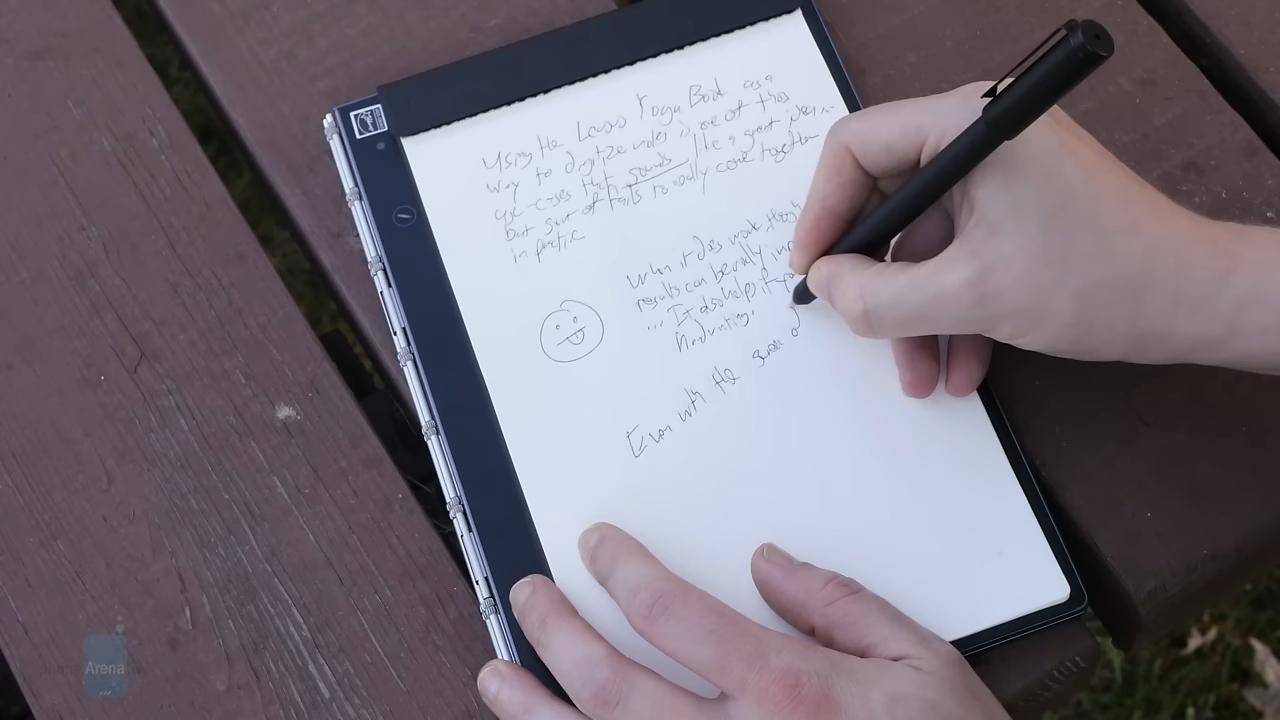 Using the Lenovo Yoga Book as a
way to digitize notes is one of those
use-cases that sounds like a great idea...
but sort of fails to really come together
in practice
When it does work though
results can be really
... It also helps if
handwriting.
Even with the
Arena